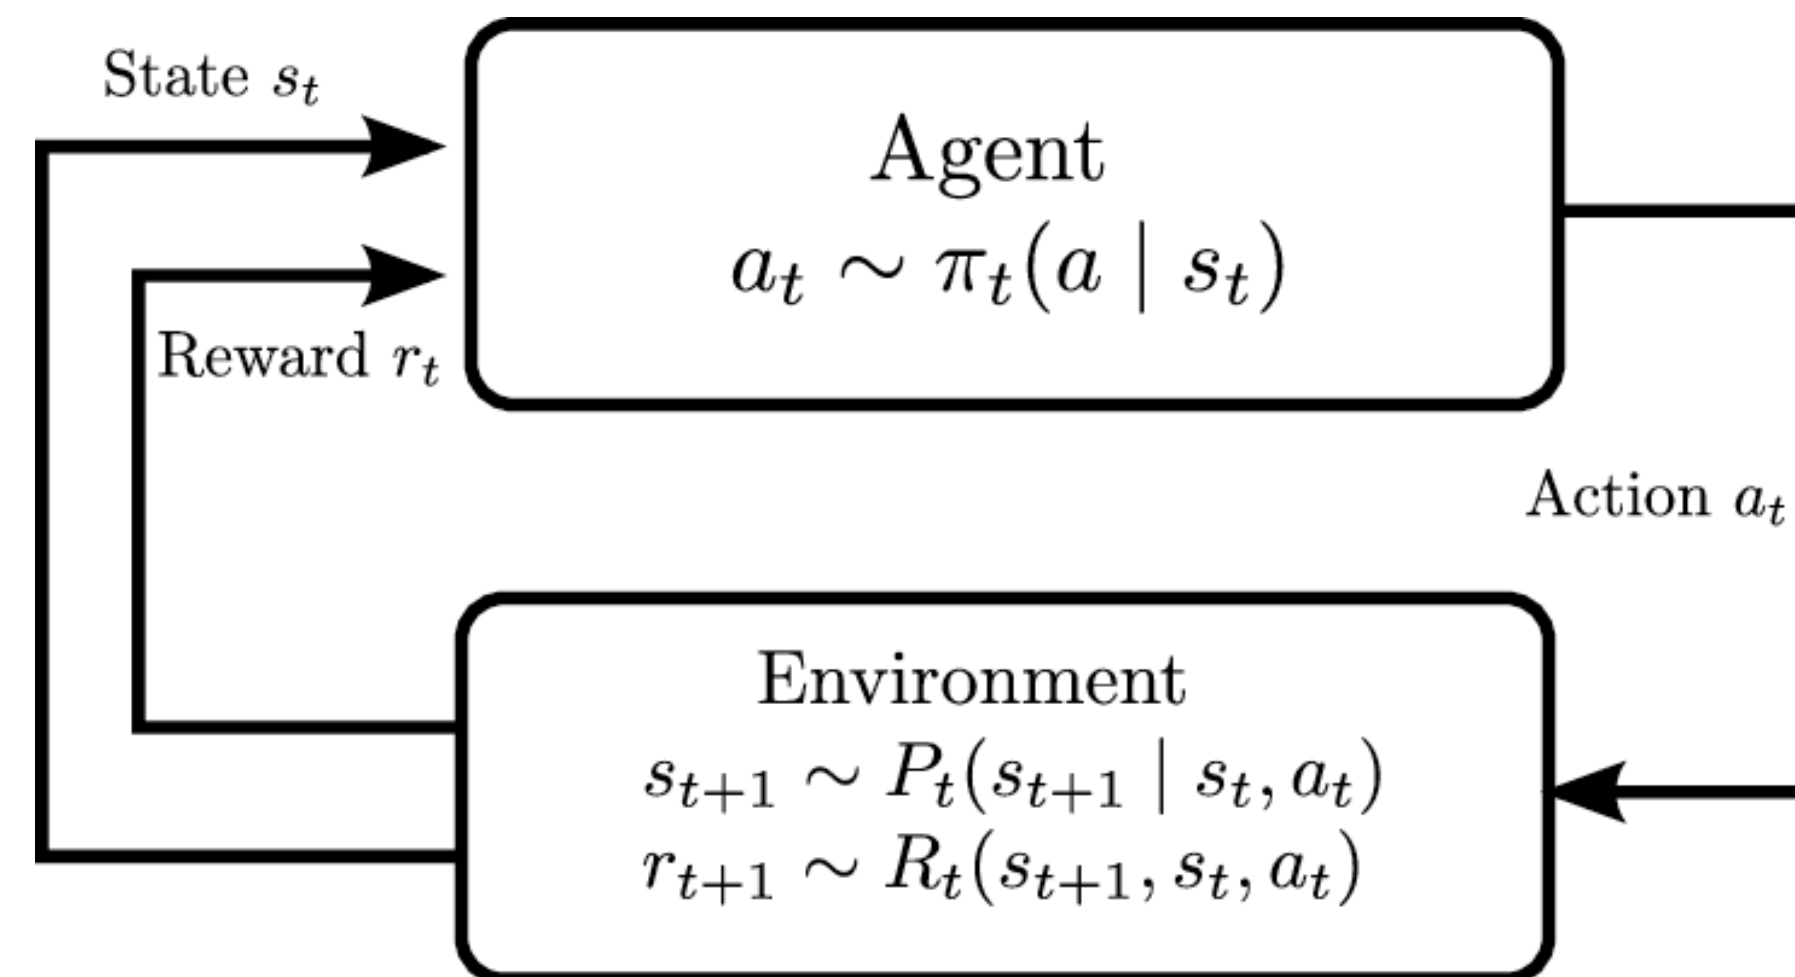 State $s_t$
Agent
$a_t \sim \pi_t(a \mid s_t)$
Reward $r_t$
Action $a_t$
Environment
$s_{t+1} \sim P_t(s_{t+1} \mid s_t, a_t)$
$r_{t+1} \sim R_t(s_{t+1}, s_t, a_t)$